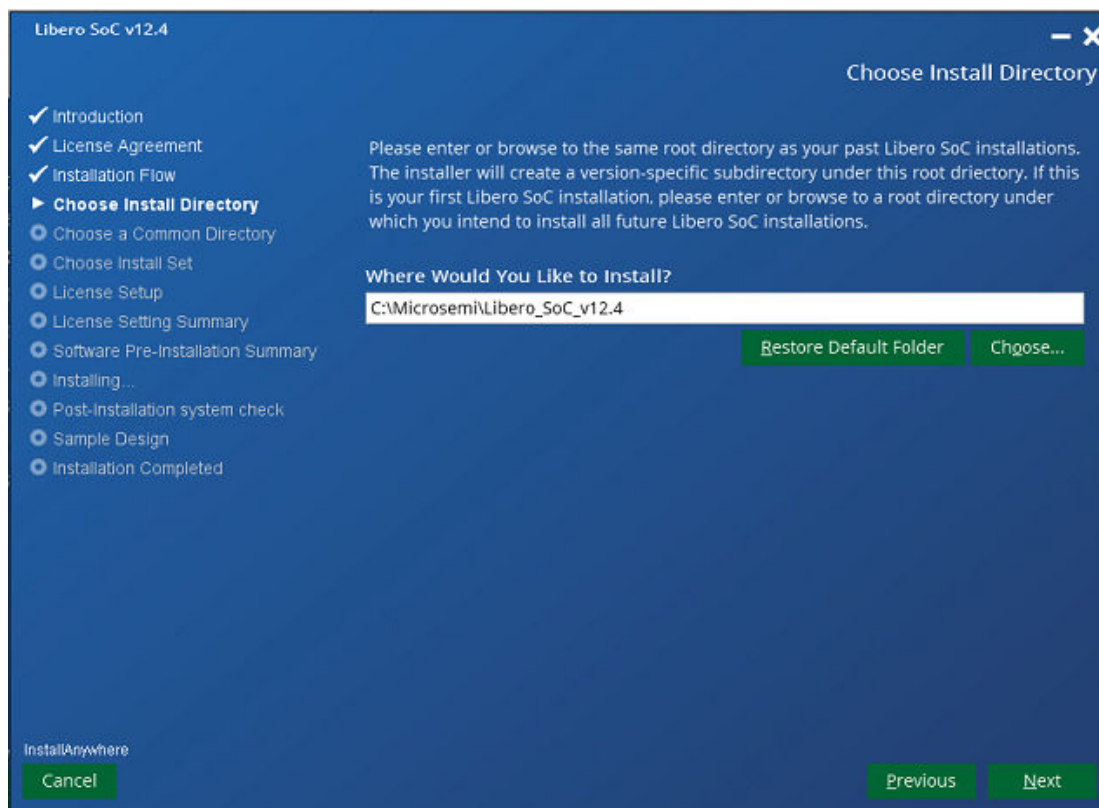 Libero SoC v12.4
Choose Install Directory
Introduction
License Agreement
Installation Flow
Choose Install Directory
Choose a Common Directory
Choose Install Set
License Setup
License Setting Summary
Software Pre-Installation Summary
Installing...
Post-Installation system check
Sample Design
Installation Completed
Please enter or browse to the same root directory as your past Libero SoC installations.
The installer will create a version-specific subdirectory under this root driectory. If this
is your first Libero SoC installation, please enter or browse to a root directory under
which you intend to install all future Libero SoC installations.
Where Would You Like to Install?
C:\Microsemi\Libero_SoC_v12.4
Restore Default Folder
Choose...
InstallAnywhere
Cancel
Previous
Next